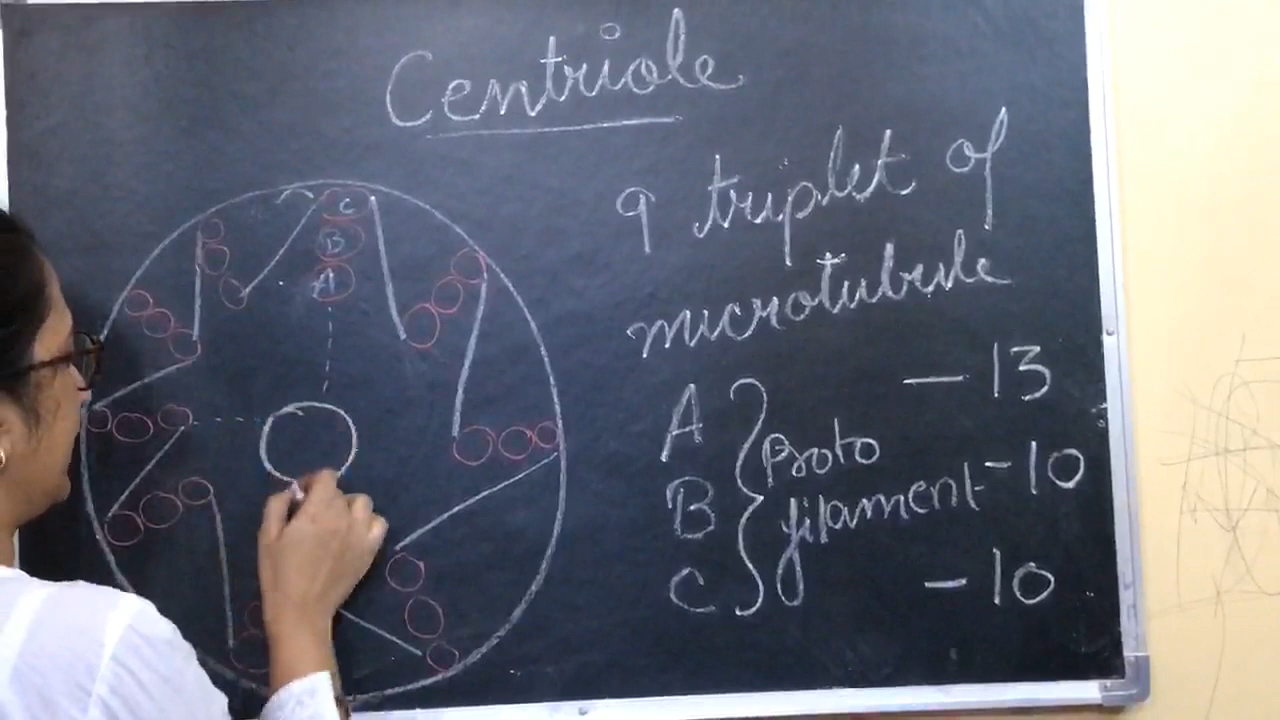 Centriole
9 triplet of
microtubule
A - 13
B Proto filament - 10
C - 10
C
B
A